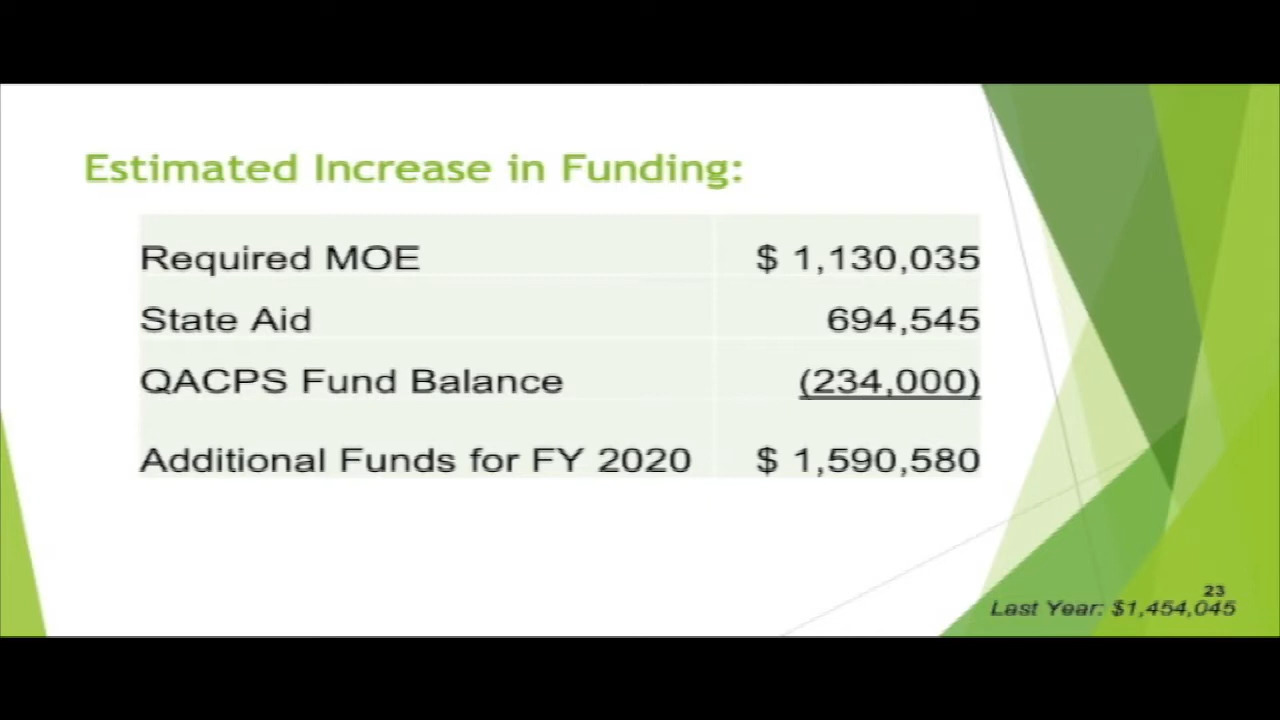 Estimated Increase in Funding:
Required MOE $ 1,130,035
State Aid 694,545
QACPS Fund Balance (234,000)
Additional Funds for FY 2020 $ 1,590,580
23
Last Year: $1,454,045